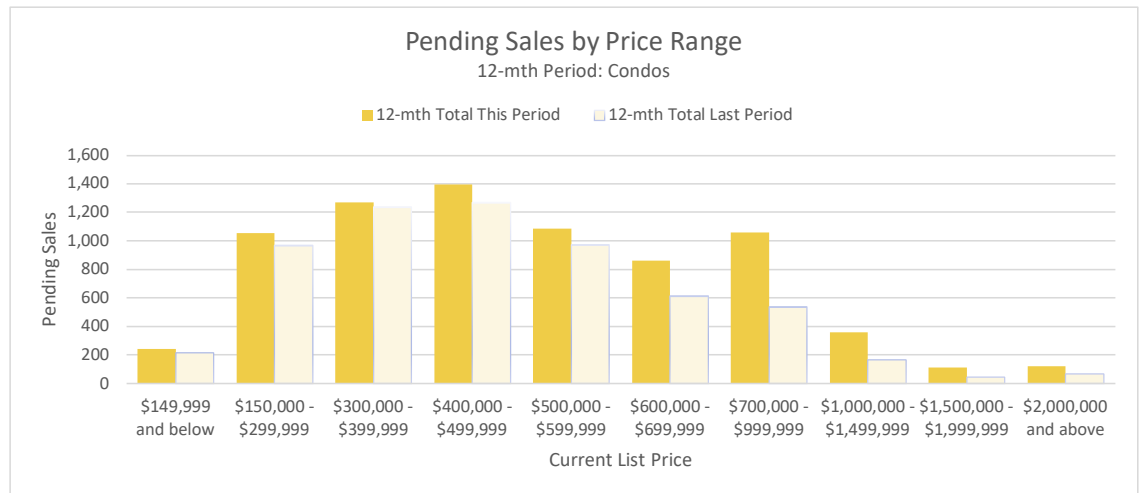 Pending Sales by Price Range
12-mth Period: Condos
12-mth Total This Period 12-mth Total Last Period
1,600
1,400
1,200
1,000
800
600
400
200
0
Pending Sales
$149,999 $150,000 - $300,000 - $400,000 - $500,000 - $600,000 - $700,000 - $1,000,000 - $1,500,000 - $2,000,000
and below $299,999 $399,999 $499,999 $599,999 $699,999 $999,999 $1,499,999 $1,999,999 and above
Current List Price